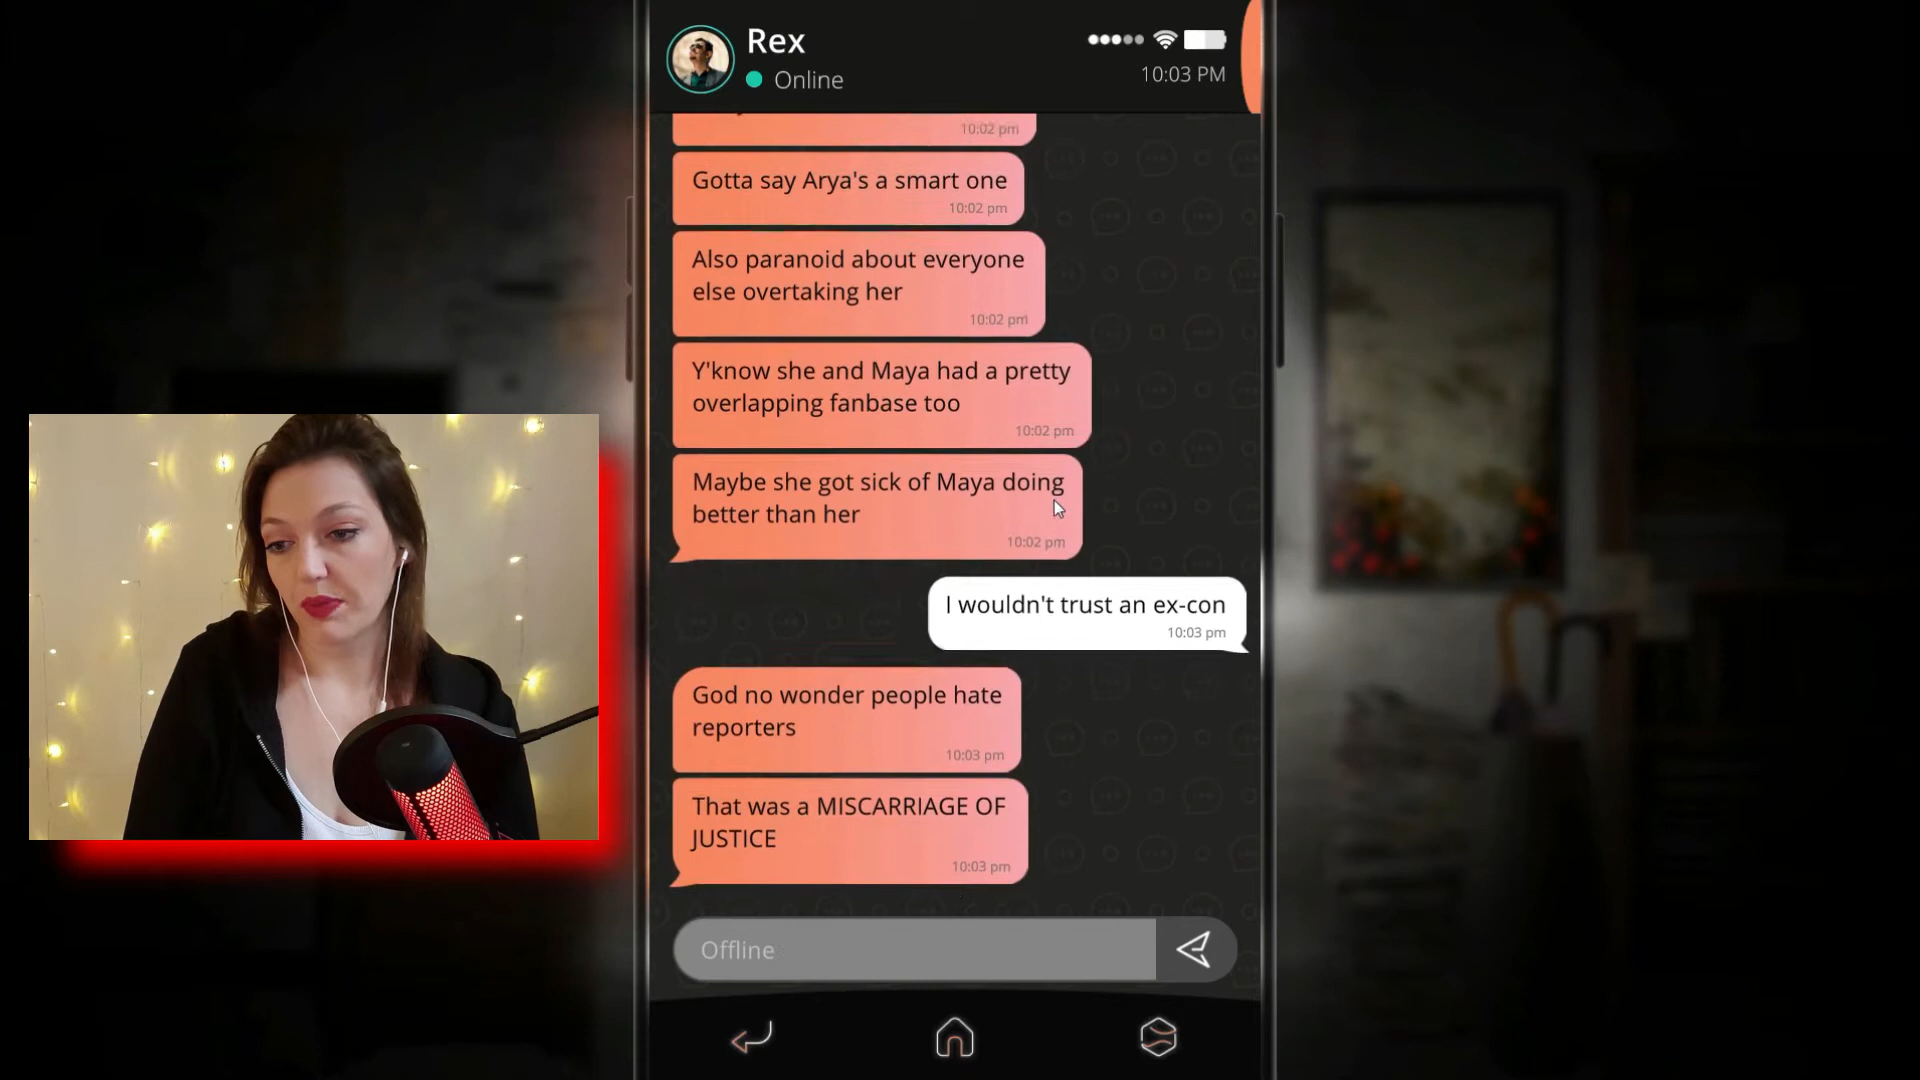 Rex
Online
10:03 PM
10:02 pm
Gotta say Arya's a smart one
10:02 pm
Also paranoid about everyone
else overtaking her
10:02 pm
Y'know she and Maya had a pretty
overlapping fanbase too
10:02 pm
Maybe she got sick of Maya doing
better than her
10:02 pm
I wouldn't trust an ex-con
10:03 pm
God no wonder people hate
reporters
10:03 pm
That was a MISCARRIAGE OF
JUSTICE
10:03 pm
Offline